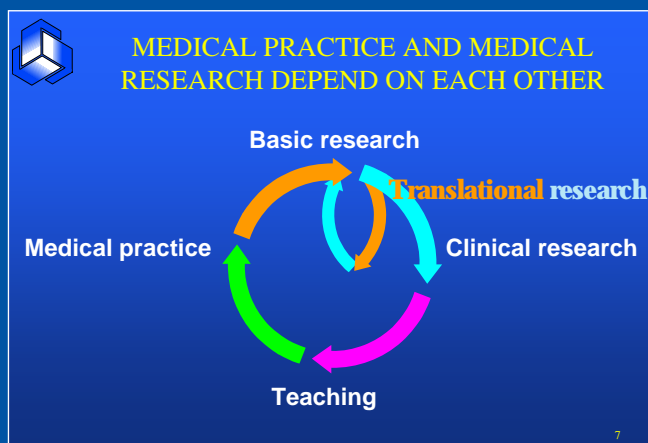 MEDICAL PRACTICE AND MEDICAL
RESEARCH DEPEND ON EACH OTHER
Basic research
Translational research
Medical practice
Clinical research
Teaching
7